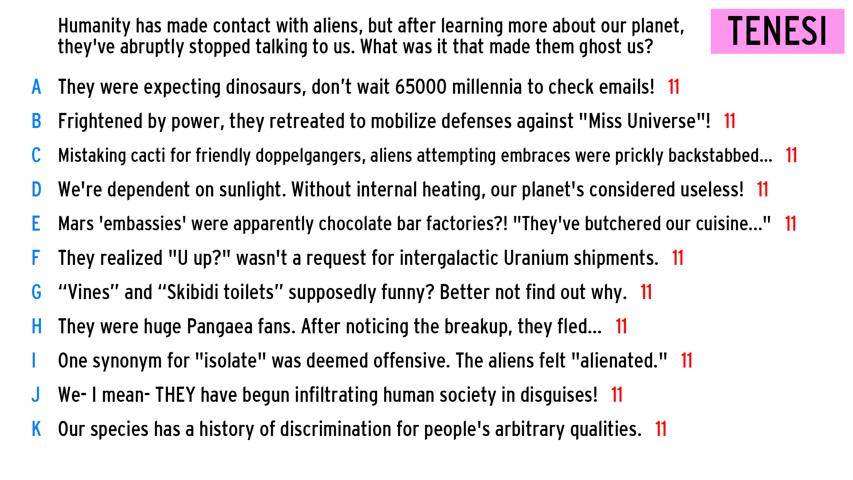 Humanity has made contact with aliens, but after learning more about our planet,
they've abruptly stopped talking to us. What was it that made them ghost us?
TENESI
A They were expecting dinosaurs, don’t wait 65000 millennia to check emails! 11
B Frightened by power, they retreated to mobilize defenses against "Miss Universe"! 11
C Mistaking cacti for friendly doppelgangers, aliens attempting embraces were prickly backstabbed... 11
D We're dependent on sunlight. Without internal heating, our planet's considered useless! 11
E Mars 'embassies' were apparently chocolate bar factories?! "They've butchered our cuisine..." 11
F They realized "U up?" wasn't a request for intergalactic Uranium shipments. 11
G “Vines” and “Skibidi toilets” supposedly funny? Better not find out why. 11
H They were huge Pangaea fans. After noticing the breakup, they fled... 11
I One synonym for "isolate" was deemed offensive. The aliens felt "alienated." 11
J We- I mean- THEY have begun infiltrating human society in disguises! 11
K Our species has a history of discrimination for people's arbitrary qualities. 11